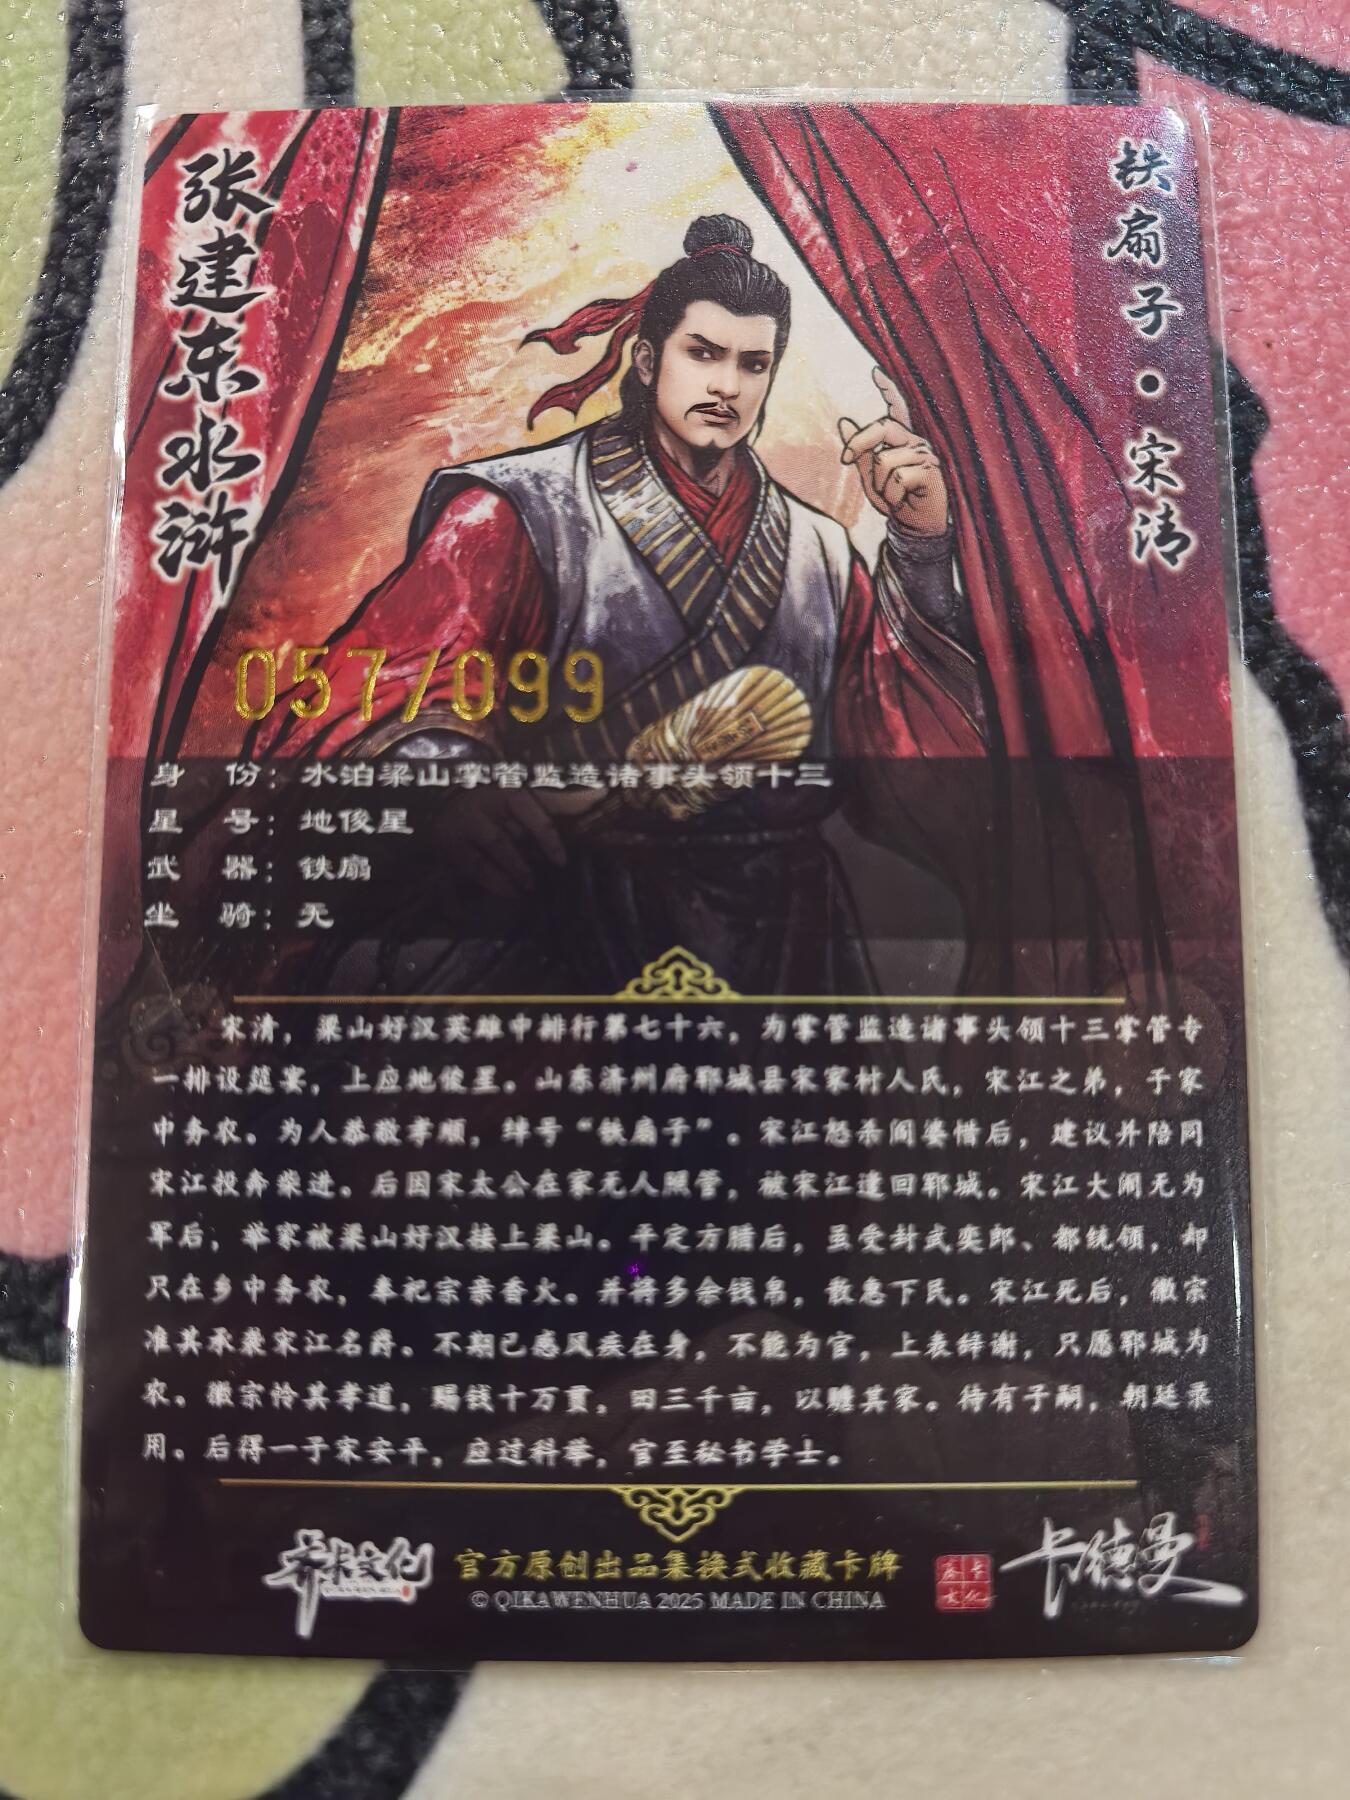 张建东水浒
铁扇子·宋清
057/099
身 份：水泊梁山掌管监造诸事头领十三
星 号：地俊星
武 器：铁扇
坐 骑：无
宋清，梁山好汉英雄中排行第七十六，为掌管监造诸事头领十三掌管专
一排设筵宴，上应地俊星。山东济州府郓城县宋家村人氏，宋江之弟，于家
中务农。为人恭敬孝顺，绰号“铁扇子”。宋江怒杀阎婆惜后，建议并陪同
宋江投奔柴进。后因宋太公在家无人照管，被宋江遣回郓城。宋江大闹无为
军后，举家被梁山好汉接上梁山。平定方腊后，虽受封武奕郎、都统领，却
只在乡中务农，奉祀宗亲香火。并将多余钱帛，散惠下民。宋江死后，徽宗
准其承袭宋江名爵。不期已感风疾在身，不能为官，上表辞谢，只愿郓城为
农。徽宗怜其孝道，赐钱十万贯，田三千亩，以赡其家。待有子嗣，朝廷录
用。后得一子宋安平，应过科举，官至秘书学士。
齐卡文化
官方原创出品集换式收藏卡牌
© QIKAWENHUA 2025 MADE IN CHINA
齐卡
文化
卡德曼